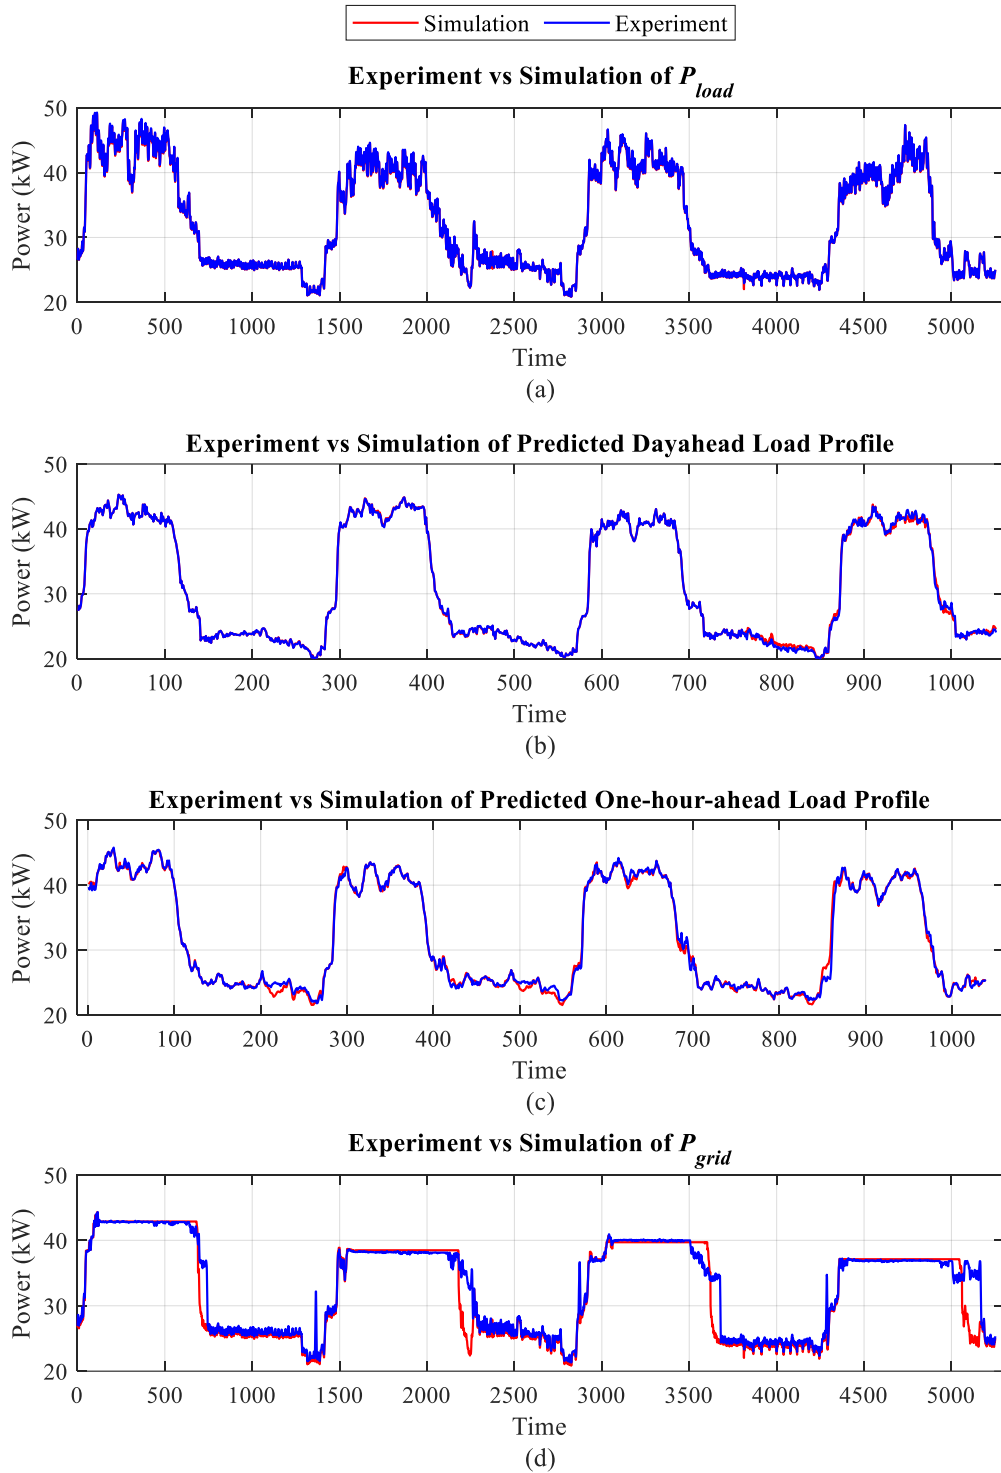 Simulation Experiment
Experiment vs Simulation of P_load
50
40
30
20
Power (kW)
0 500 1000 1500 2000 2500 3000 3500 4000 4500 5000
Time
(a)
Experiment vs Simulation of Predicted Dayahead Load Profile
50
40
30
20
Power (kW)
0 100 200 300 400 500 600 700 800 900 1000
Time
(b)
Experiment vs Simulation of Predicted One-hour-ahead Load Profile
50
40
30
20
Power (kW)
0 100 200 300 400 500 600 700 800 900 1000
Time
(c)
Experiment vs Simulation of P_grid
50
40
30
20
Power (kW)
0 500 1000 1500 2000 2500 3000 3500 4000 4500 5000
Time
(d)